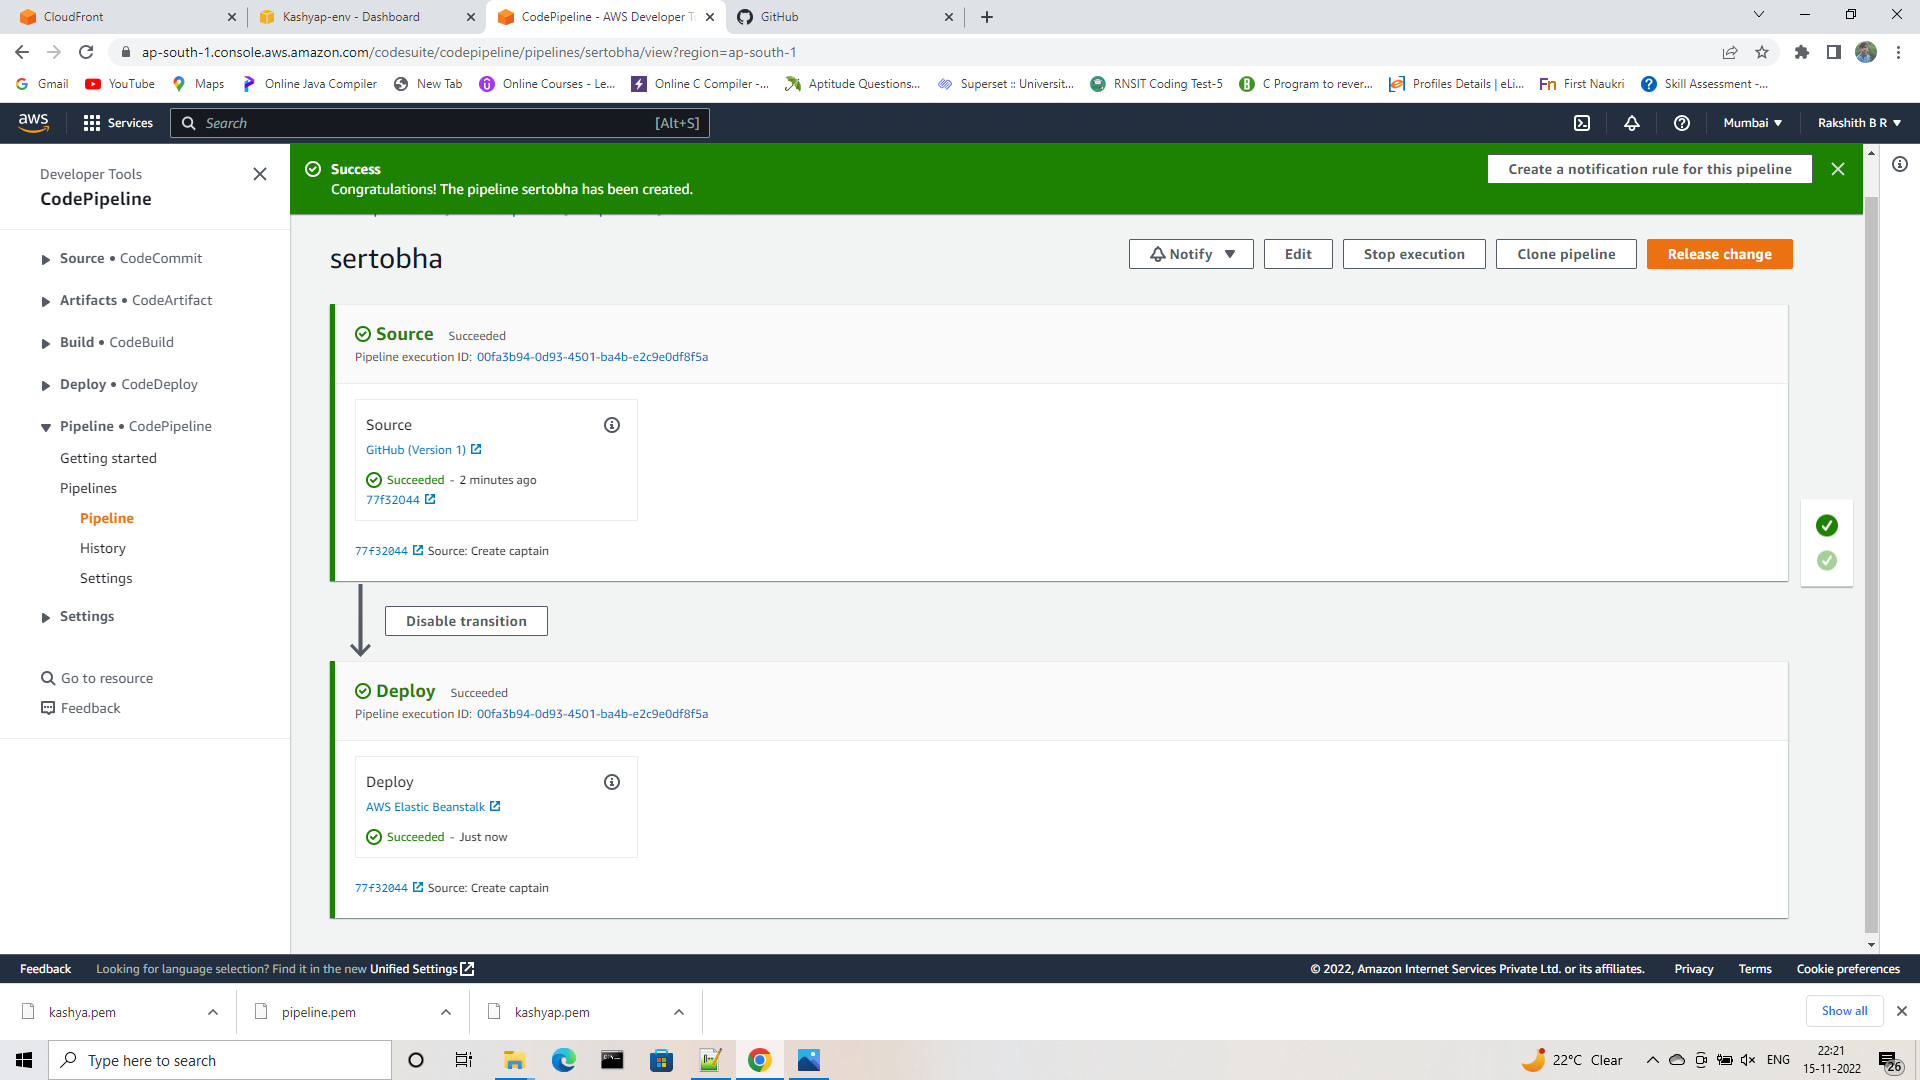 CloudFront
Kashyap-env - Dashboard
CodePipeline - AWS Developer To
GitHub
ap-south-1.console.aws.amazon.com/codesuite/codepipeline/pipelines/sertobha/view?region=ap-south-1
Gmail
YouTube
Maps
Online Java Compiler
New Tab
Online Courses - Le...
Online C Compiler -...
Aptitude Questions...
Superset :: Universit...
RNSIT Coding Test-5
C Program to rever...
Profiles Details | eLi...
First Naukri
Skill Assessment -...
aws
Services
Search
[Alt+S]
Mumbai
Rakshith B R
Developer Tools
CodePipeline
Source • CodeCommit
Artifacts • CodeArtifact
Build • CodeBuild
Deploy • CodeDeploy
Pipeline • CodePipeline
Getting started
Pipelines
Pipeline
History
Settings
Settings
Go to resource
Feedback
Success
Congratulations! The pipeline sertobha has been created.
Create a notification rule for this pipeline
sertobha
Notify
Edit
Stop execution
Clone pipeline
Release change
Source Succeeded
Pipeline execution ID: 00fa3b94-0d93-4501-ba4b-e2c9e0df8f5a
Source
GitHub (Version 1)
Succeeded - 2 minutes ago
77f32044
77f32044 Source: Create captain
Disable transition
Deploy Succeeded
Pipeline execution ID: 00fa3b94-0d93-4501-ba4b-e2c9e0df8f5a
Deploy
AWS Elastic Beanstalk
Succeeded - Just now
77f32044 Source: Create captain
Feedback
Looking for language selection? Find it in the new Unified Settings
© 2022, Amazon Internet Services Private Ltd. or its affiliates.
Privacy
Terms
Cookie preferences
kashya.pem
pipeline.pem
kashyap.pem
Show all
Type here to search
22°C Clear
ENG
22:21
15-11-2022
26